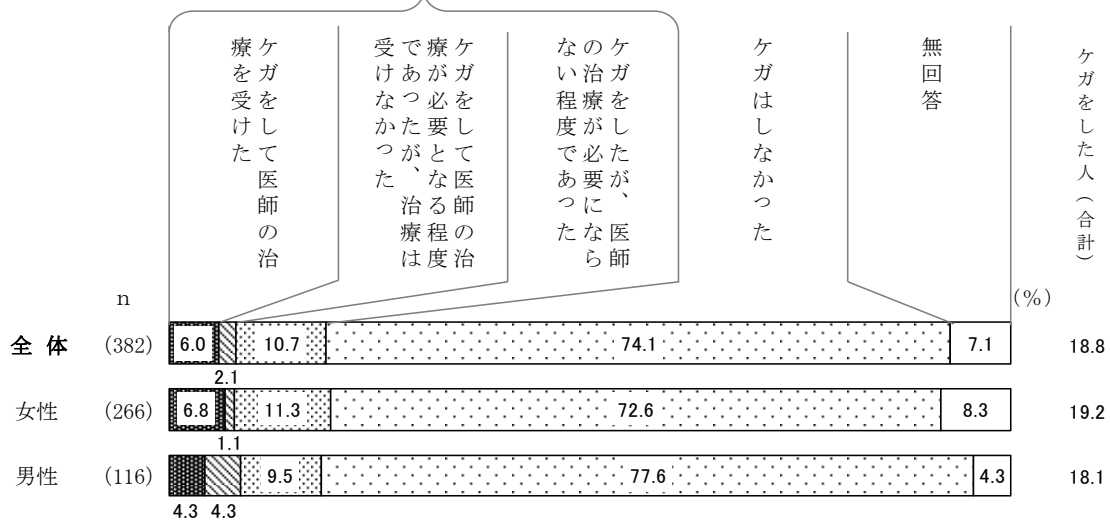 ケガをして医師の治
療を受けた
ケガをして医師の治
療が必要となる程度
であったが、治療は
受けなかった
ケガをしたが、医師
の治療が必要になら
ない程度であった
ケガはしなかった
無回答
ケガをした人（合計）
n
(%)
全 体 (382) 6.0 10.7 74.1 7.1 18.8
2.1
女性 (266) 6.8 11.3 72.6 8.3 19.2
1.1
男性 (116) 9.5 77.6 4.3 18.1
4.3 4.3